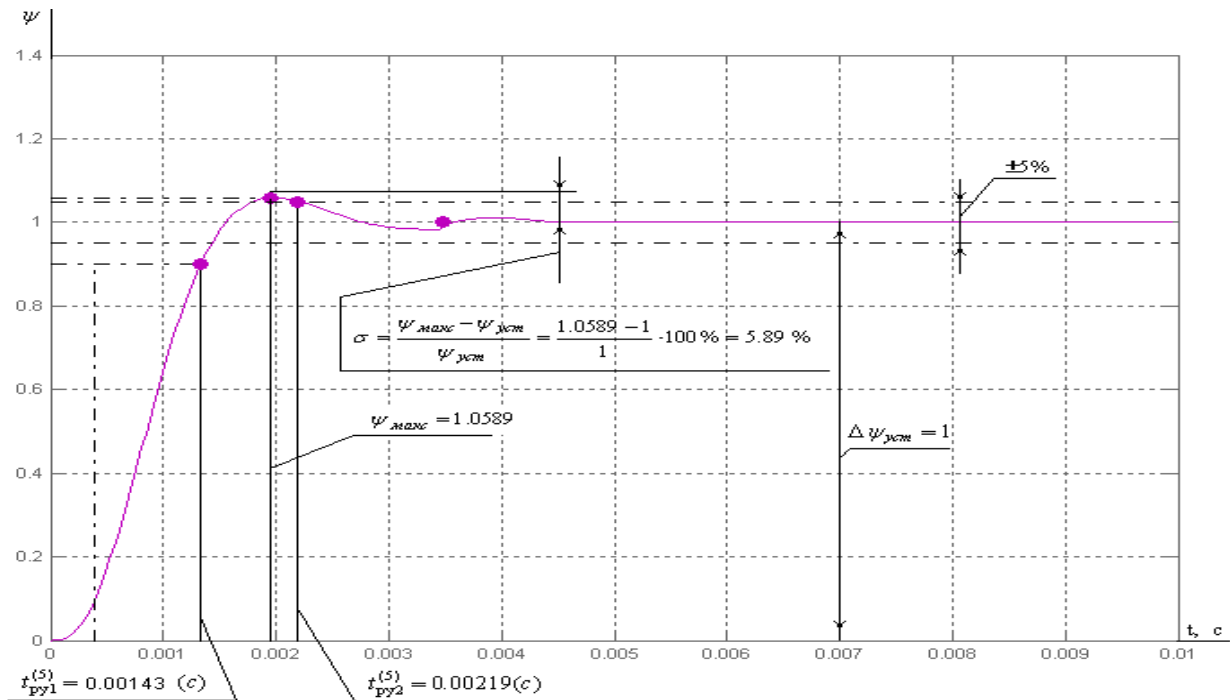 ψ
1.4
1.2
1
0.8
0.6
0.4
0.2
0
±5%
σ = (ψ макс − ψ уст) / ψ уст = (1.0589 − 1) / 1 · 100 % = 5.89 %
ψ макс = 1.0589
Δ ψ уст = 1
t, c
0 0.001 0.002 0.003 0.004 0.005 0.006 0.007 0.008 0.009 0.01
t ру1 (5) = 0.00143 (c)
t ру2 (5) = 0.00219(c)